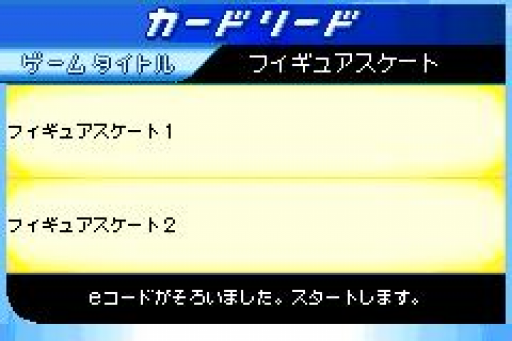 カードリード
ゲームタイトル フィギュアスケート
フィギュアスケート1
フィギュアスケート2
eコードがそろいました。スタートします。